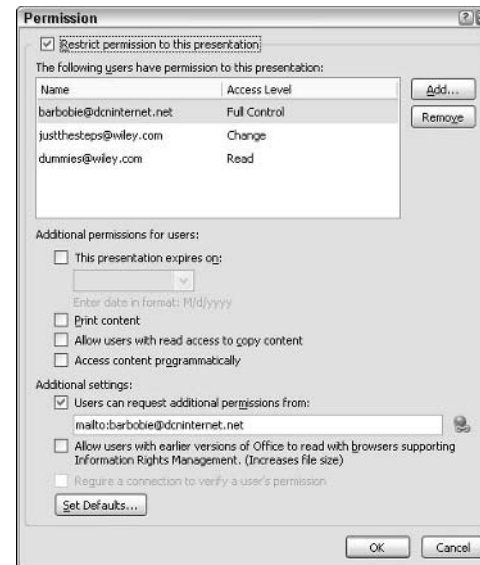 Permission
Restrict permission to this presentation
The following users have permission to this presentation:
Name Access Level
barbobie@dcninternet.net Full Control
justthesteps@wiley.com Change
dummies@wiley.com Read
Add...
Remove
Additional permissions for users:
This presentation expires on:
Enter date in format: M/d/yyyy
Print content
Allow users with read access to copy content
Access content programmatically
Additional settings:
Users can request additional permissions from:
mailto:barbobie@dcninternet.net
Allow users with earlier versions of Office to read with browsers supporting
Information Rights Management. (Increases file size)
Require a connection to verify a user's permission
Set Defaults...
OK Cancel